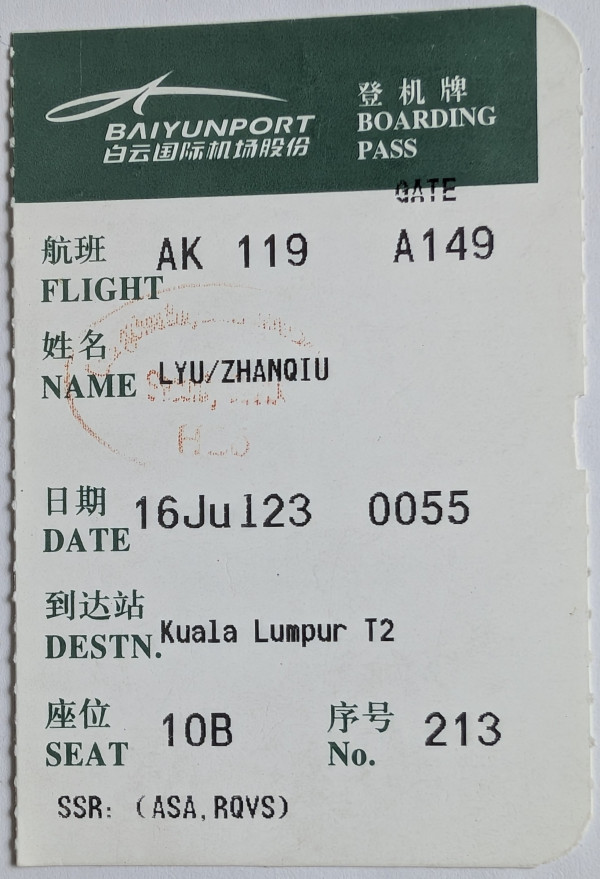 BAIYUNPORT
白云国际机场股份
登机牌
BOARDING
PASS
GATE
航班 AK 119 A149
FLIGHT
姓名
NAME LYU/ZHANQIU
日期 16Jul23 0055
DATE
到达站
DESTN. Kuala Lumpur T2
座位 10B 序号 213
SEAT No.
SSR: (ASA,RQVS)